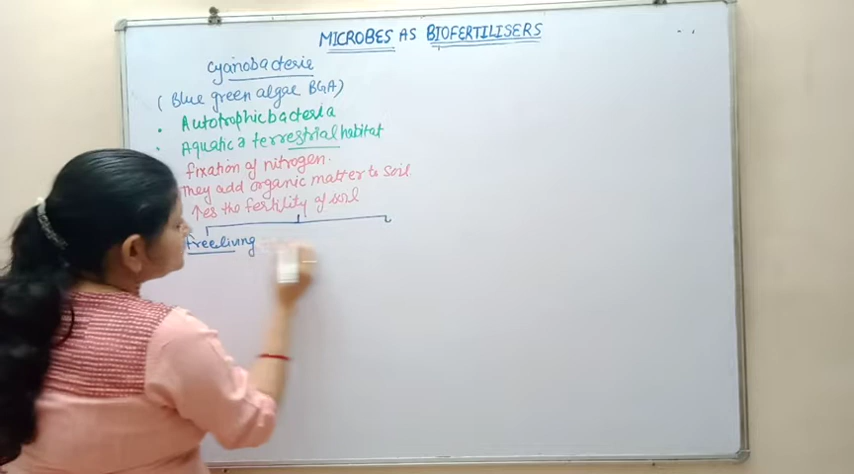 MICROBES AS BIOFERTILISERS
Cyanobacteria
(Blue green algae BGA)
• Autotrophic bacteria
• Aquatic & terrestrial habitat
fixation of nitrogen.
They add organic matter to soil
↑es the fertility of soil
Freeliving